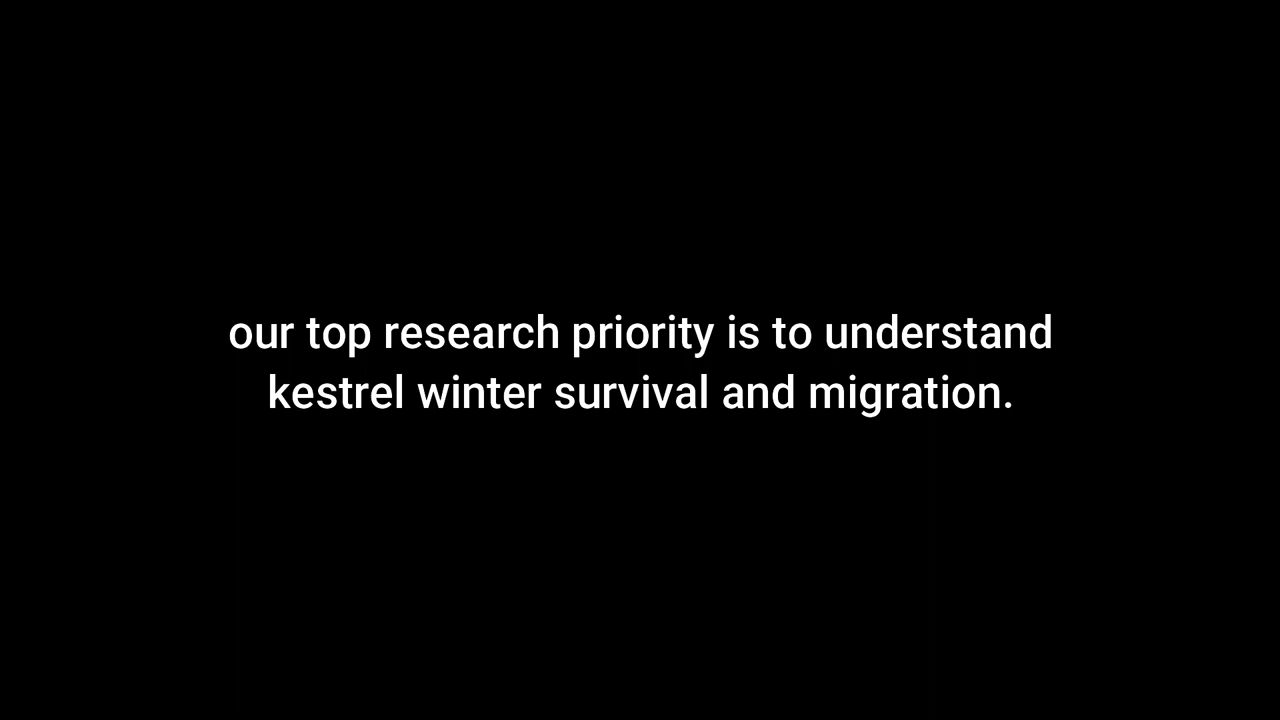 our top research priority is to understand
kestrel winter survival and migration.